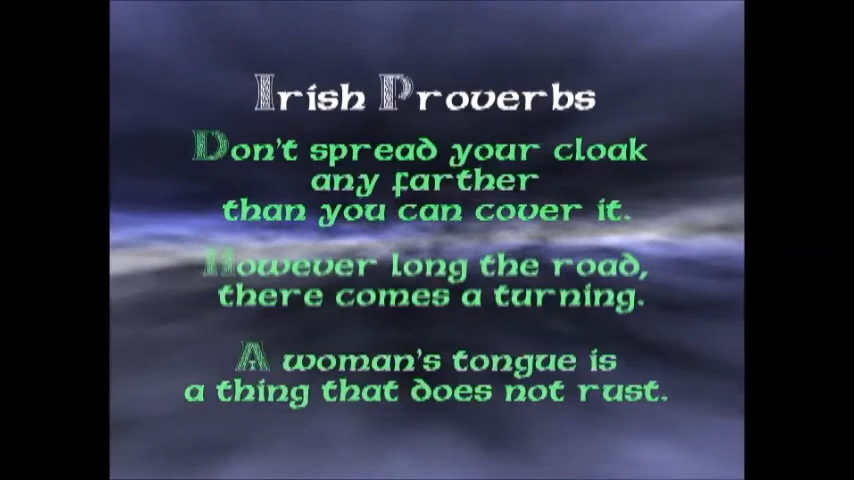 Irish Proverbs
Don't spread your cloak
any farther
than you can cover it.
However long the road,
there comes a turning.
A woman's tongue is
a thing that does not rust.